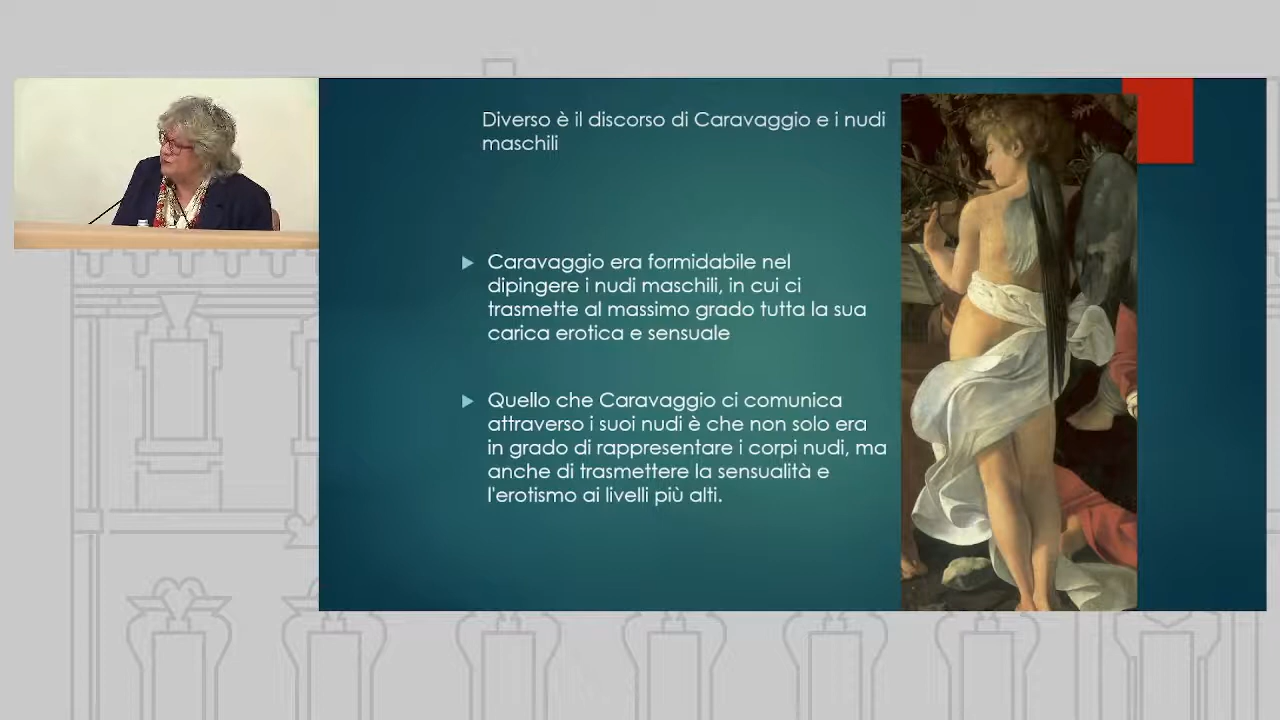 Diverso è il discorso di Caravaggio e i nudi
maschili
Caravaggio era formidabile nel
dipingere i nudi maschili, in cui ci
trasmette al massimo grado tutta la sua
carica erotica e sensuale
Quello che Caravaggio ci comunica
attraverso i suoi nudi è che non solo era
in grado di rappresentare i corpi nudi, ma
anche di trasmettere la sensualità e
l'erotismo ai livelli più alti.